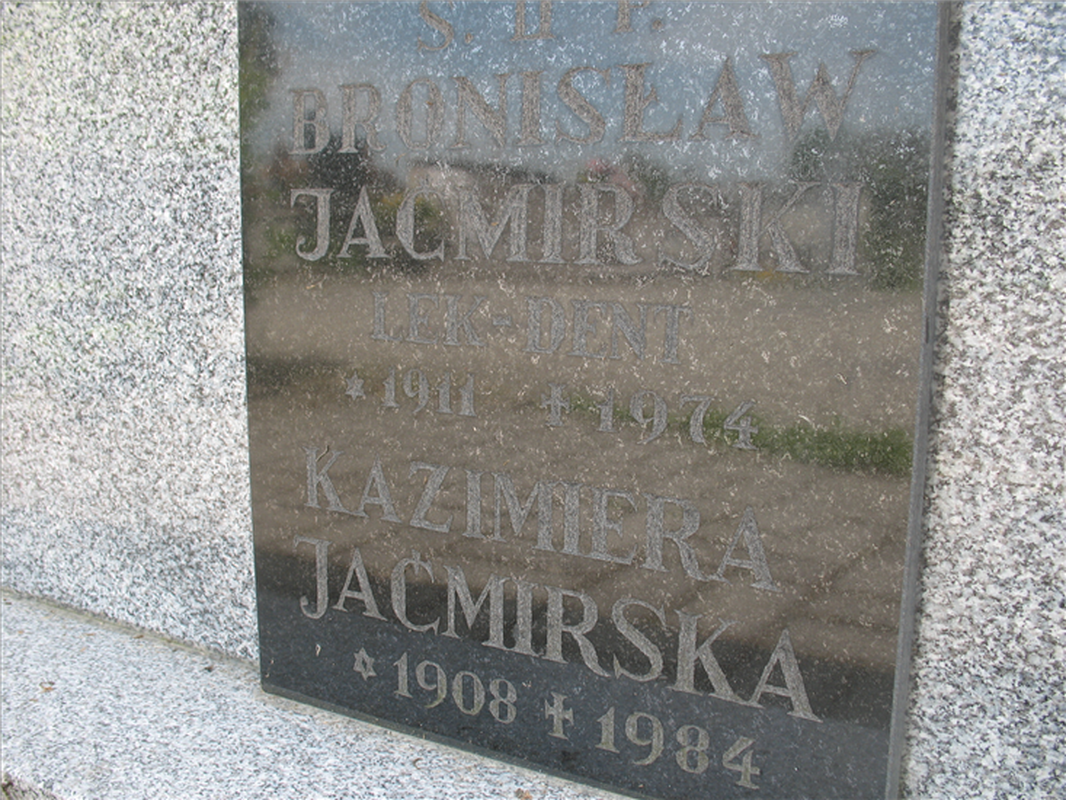 Ś. † P.
BRONISŁAW
JAĆMIRSKI
LEK-DENT
* 1911 ✝ 1974
KAZIMIERA
JAĆMIRSKA
* 1908 ✝ 1984